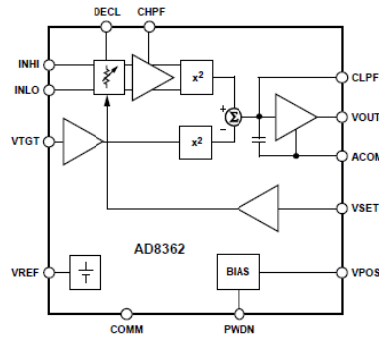 DECL CHPF
INHI
INLO
x²
CLPF
VOUT
+
Σ
−
VTGT
x²
ACOM
VSET
AD8362
VREF
BIAS
VPOS
COMM
PWDN